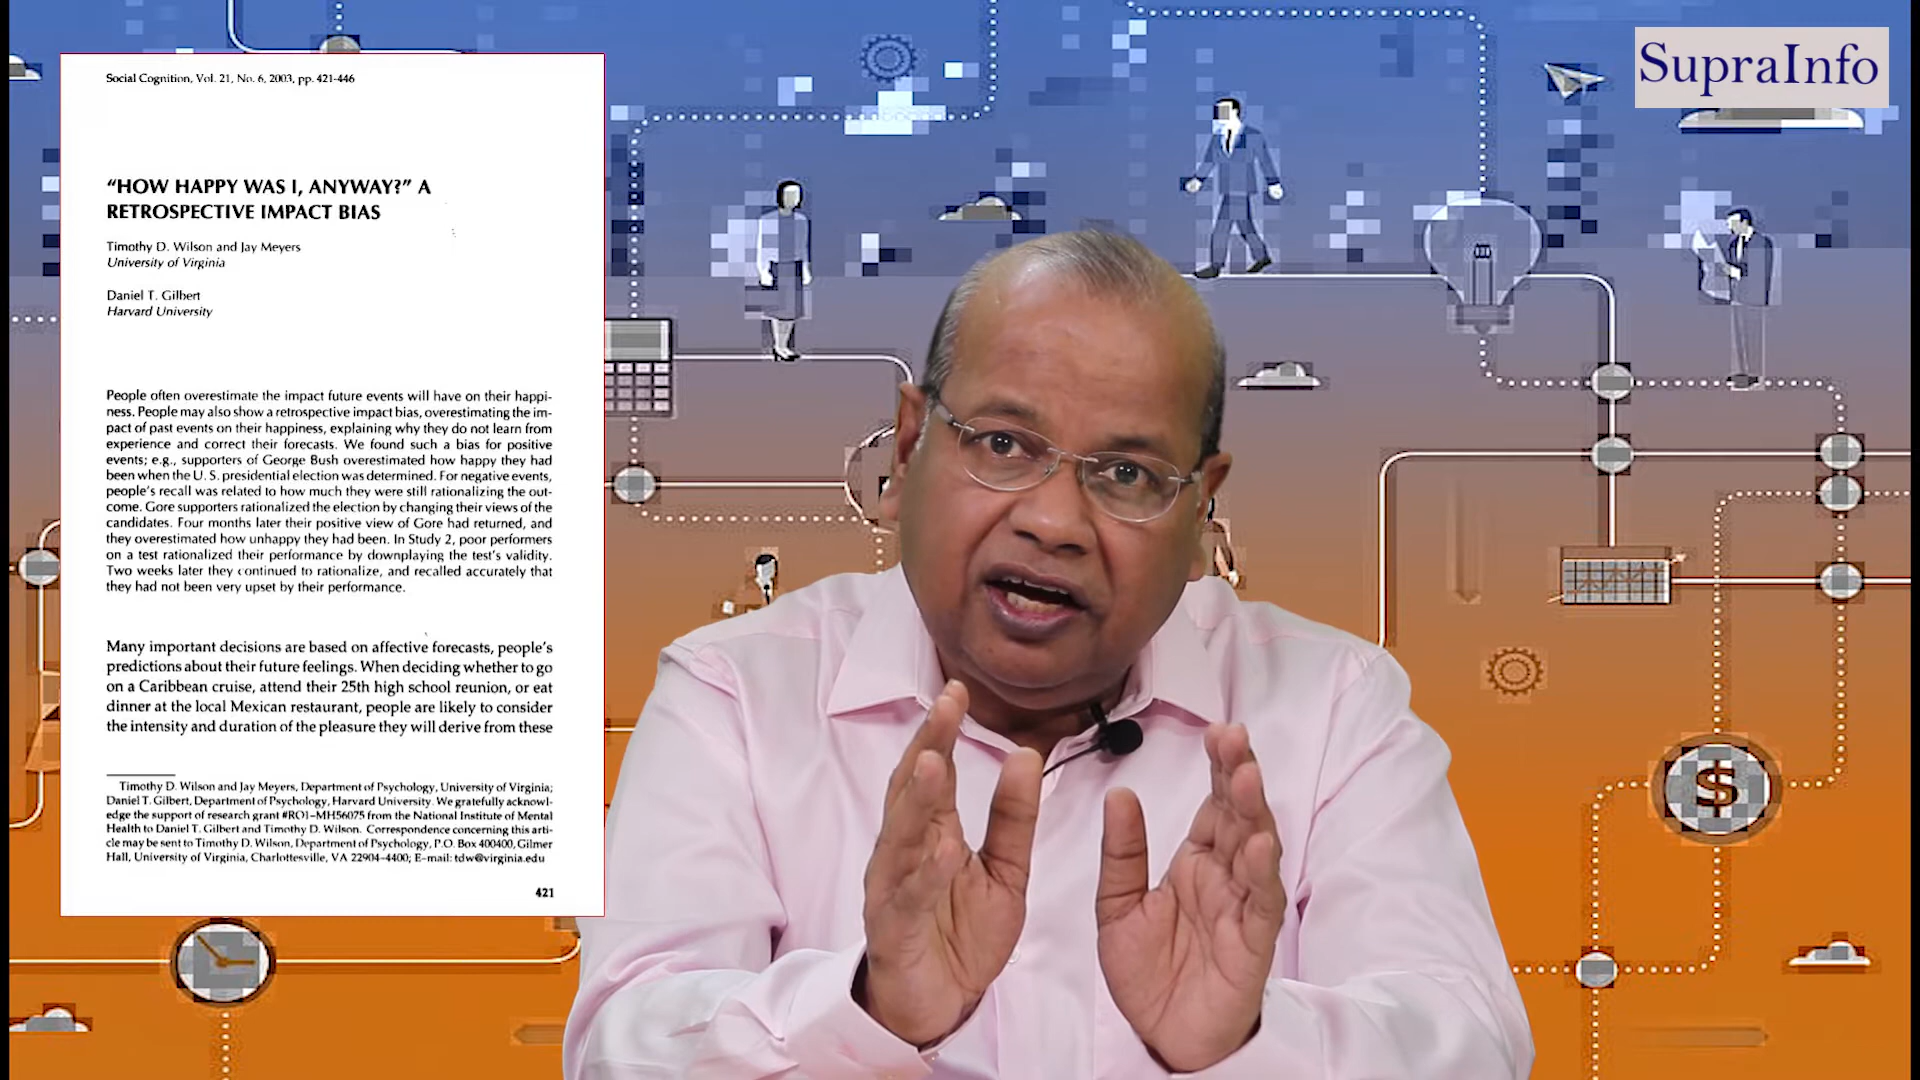 Social Cognition, Vol. 21, No. 6, 2003, pp. 421-446
SupraInfo
“HOW HAPPY WAS I, ANYWAY?” A
RETROSPECTIVE IMPACT BIAS
Timothy D. Wilson and Jay Meyers
University of Virginia
Daniel T. Gilbert
Harvard University
People often overestimate the impact future events will have on their happi-
ness. People may also show a retrospective impact bias, overestimating the im-
pact of past events on their happiness, explaining why they do not learn from
experience and correct their forecasts. We found such a bias for positive
events; e.g., supporters of George Bush overestimated how happy they had
been when the U. S. presidential election was determined. For negative events,
people’s recall was related to how much they were still rationalizing the out-
come. Gore supporters rationalized the election by changing their views of the
candidates. Four months later their positive view of Gore had returned, and
they overestimated how unhappy they had been. In Study 2, poor performers
on a test rationalized their performance by downplaying the test’s validity.
Two weeks later they continued to rationalize, and recalled accurately that
they had not been very upset by their performance.
Many important decisions are based on affective forecasts, people’s
predictions about their future feelings. When deciding whether to go
on a Caribbean cruise, attend their 25th high school reunion, or eat
dinner at the local Mexican restaurant, people are likely to consider
the intensity and duration of the pleasure they will derive from these
Timothy D. Wilson and Jay Meyers, Department of Psychology, University of Virginia;
Daniel T. Gilbert, Department of Psychology, Harvard University. We gratefully acknowl-
edge the support of research grant #RO1–MH56075 from the National Institute of Mental
Health to Daniel T. Gilbert and Timothy D. Wilson. Correspondence concerning this arti-
cle may be sent to Timothy D. Wilson, Department of Psychology, P.O. Box 400400, Gilmer
Hall, University of Virginia, Charlottesville, VA 22904–4400; E-mail: tdw@virginia.edu
421
$